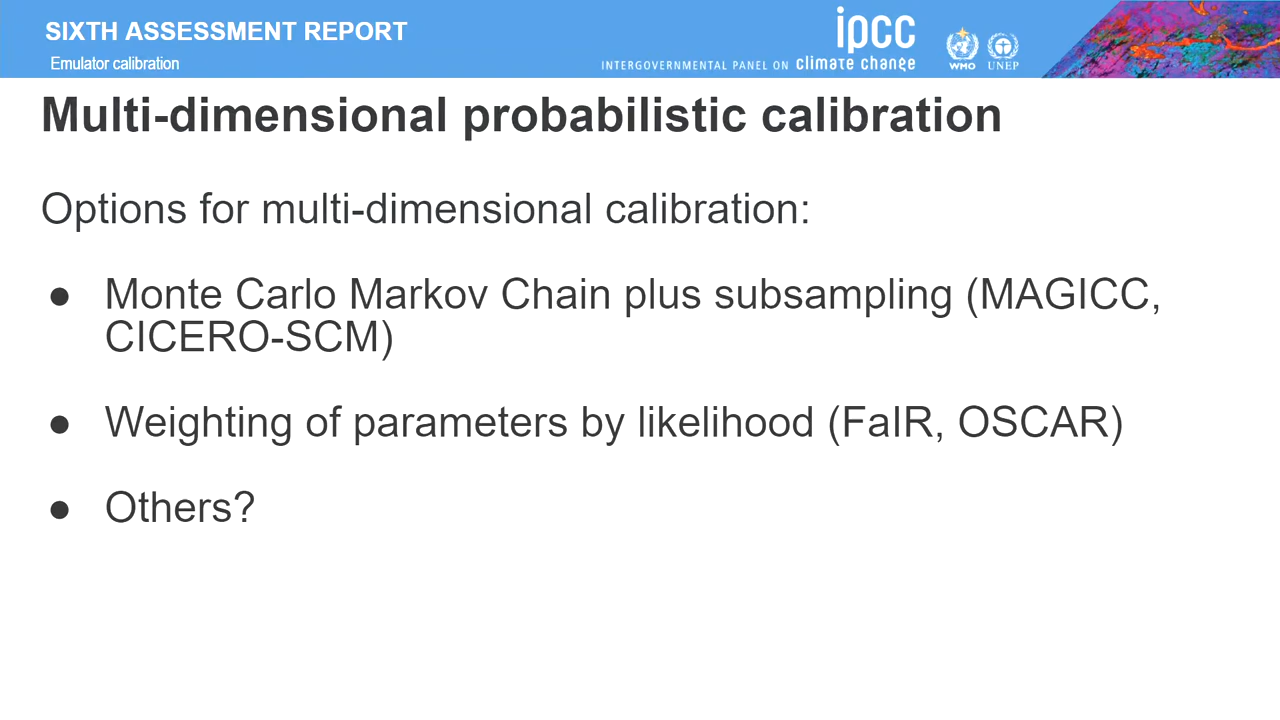 SIXTH ASSESSMENT REPORT
Emulator calibration
ipcc
INTERGOVERNMENTAL PANEL ON climate change
WMO
UNEP
Multi-dimensional probabilistic calibration
Options for multi-dimensional calibration:
● Monte Carlo Markov Chain plus subsampling (MAGICC,
CICERO-SCM)
● Weighting of parameters by likelihood (FaIR, OSCAR)
● Others?